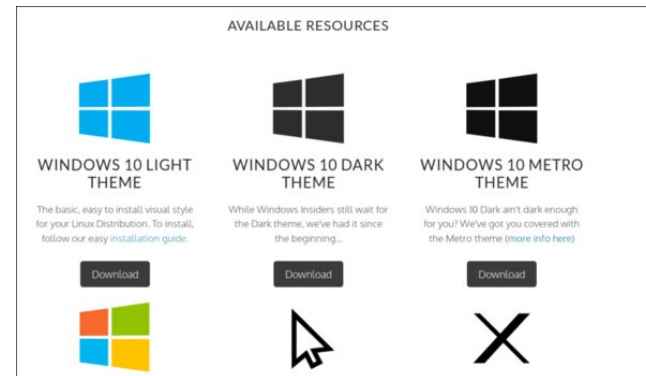 AVAILABLE RESOURCES
WINDOWS 10 LIGHT
THEME
The basic, easy to install visual style
for your Linux Distribution. To install,
follow our easy installation guide.
Download
WINDOWS 10 DARK
THEME
While Windows Insiders still wait for
the Dark theme, we've had it since
the beginning...
Download
WINDOWS 10 METRO
THEME
Windows 10 Dark ain't dark enough
for you? We've got you covered with
the Metro theme (more info here)
Download